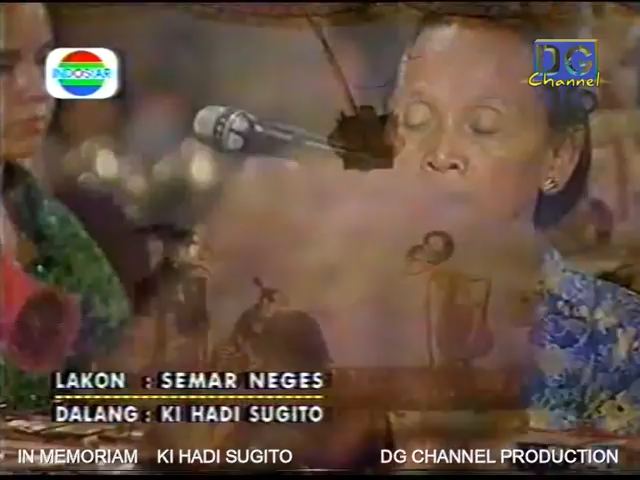 INDOSIAR
DG
Channel
LAKON : SEMAR NEGES
DALANG : KI HADI SUGITO
IN MEMORIAM KI HADI SUGITO DG CHANNEL PRODUCTION